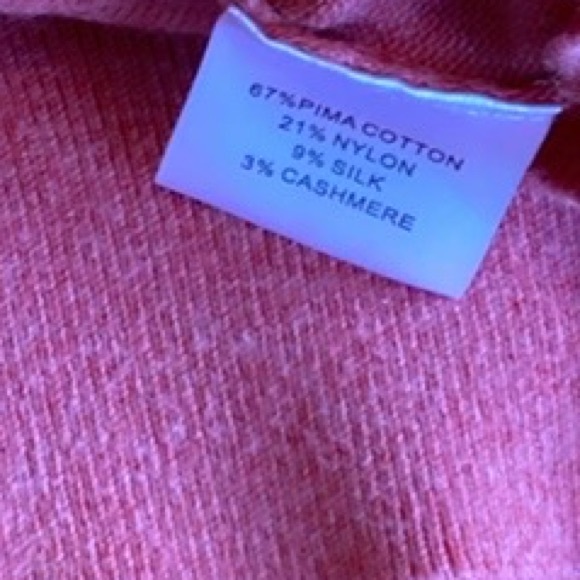 67%PIMA COTTON
21% NYLON
9% SILK
3% CASHMERE